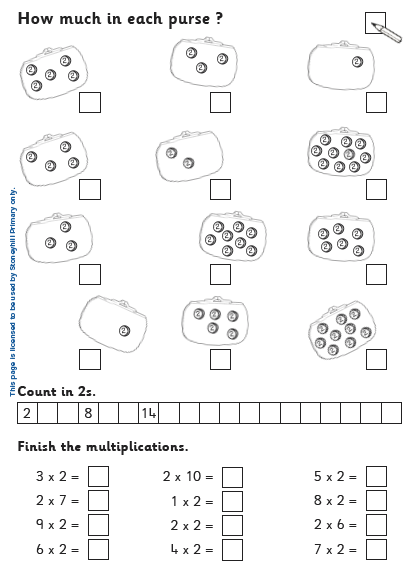 How much in each purse ?
This page is licensed to be used by Stoneyhill Primary only.
Count in 2s.
2 8 14
Finish the multiplications.
3 x 2 = 2 x 10 = 5 x 2 =
2 x 7 = 1 x 2 = 8 x 2 =
9 x 2 = 2 x 2 = 2 x 6 =
6 x 2 = 4 x 2 = 7 x 2 =